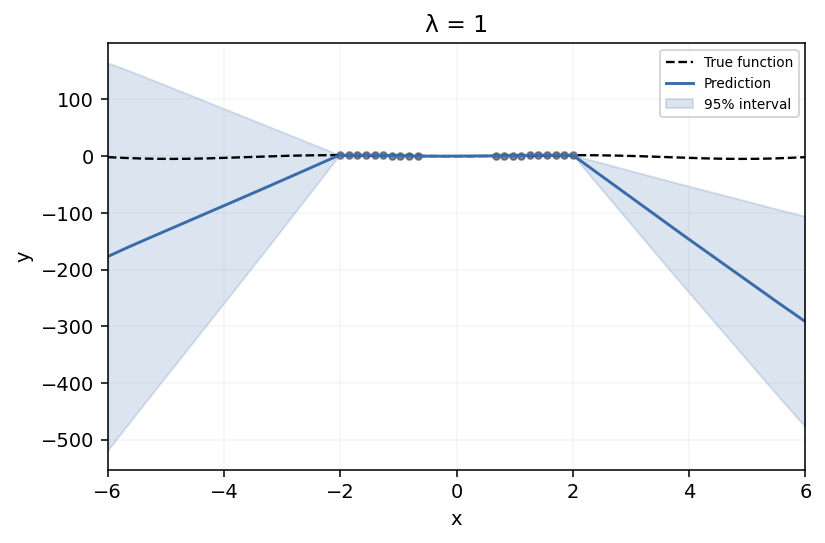 λ = 1
True function
Prediction
95% interval
y
100
0
−100
−200
−300
−400
−500
−6
−4
−2
0
2
4
6
x